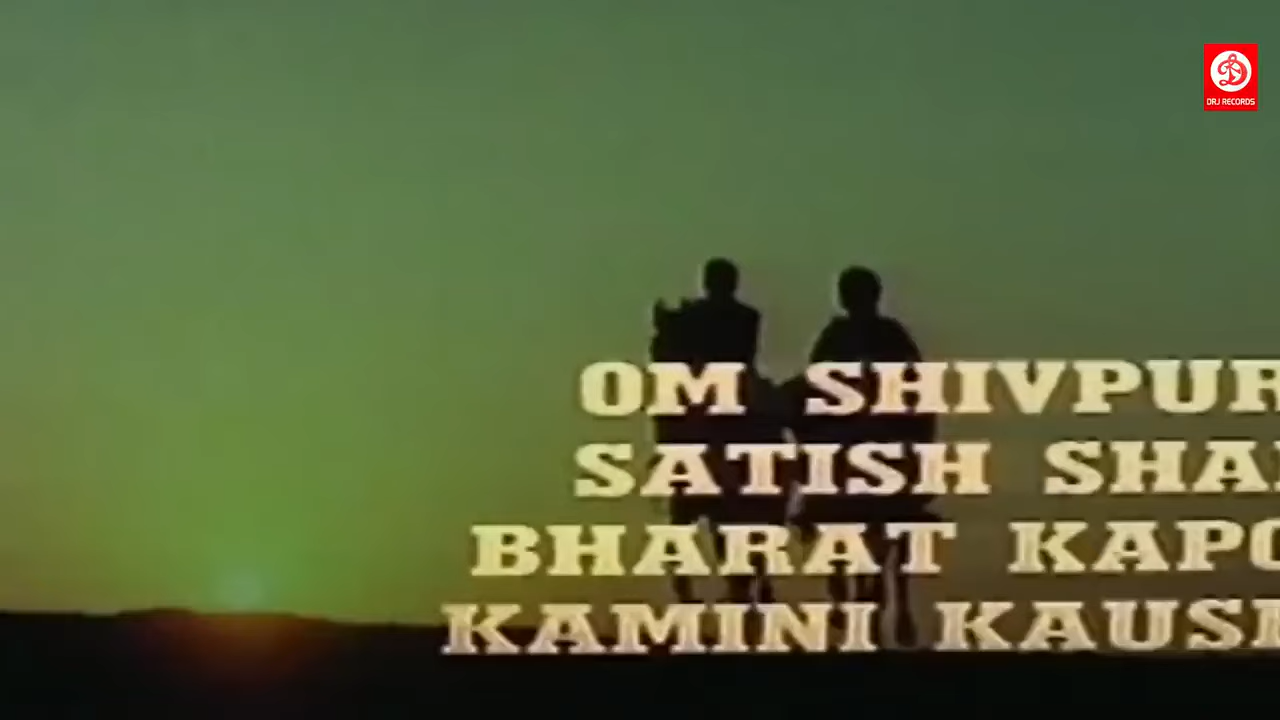 DRJ RECORDS
OM SHIVPUR
SATISH SHA
BHARAT KAPO
KAMINI KAUS